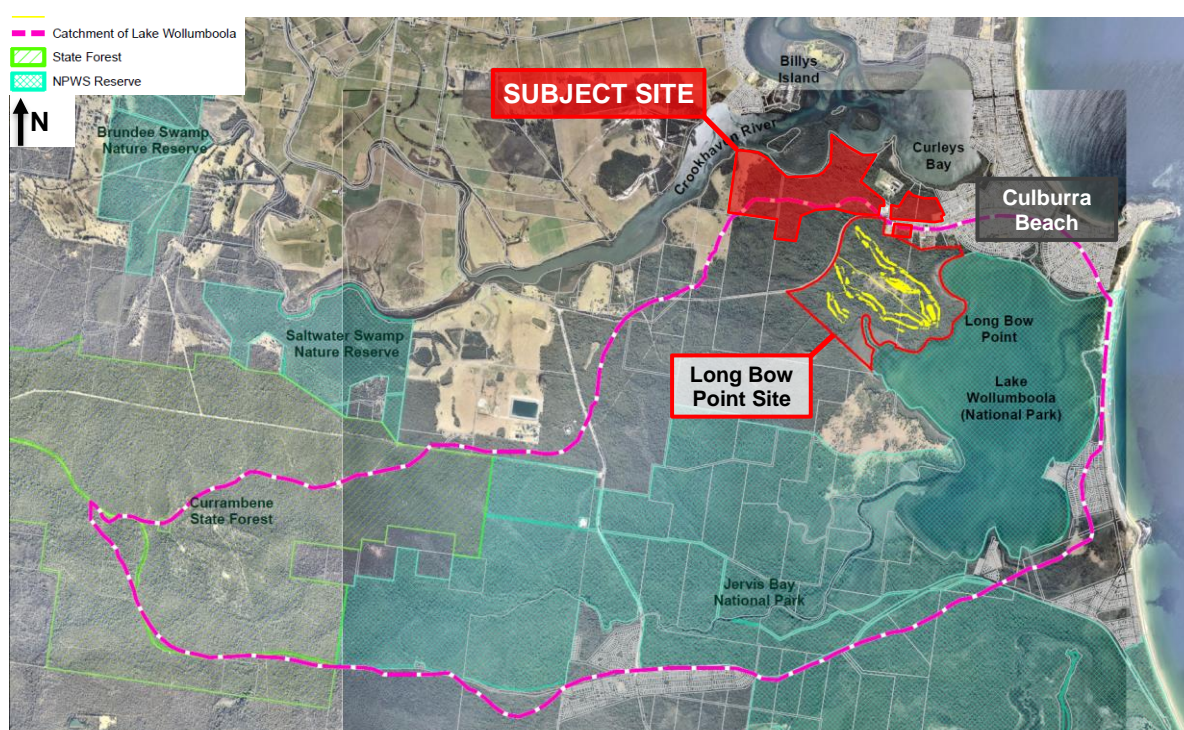 Catchment of Lake Wollumboola
State Forest
NPWS Reserve
N
Billys
Island
SUBJECT SITE
Brundee Swamp
Nature Reserve
Crookhaven River
Curleys
Bay
Culburra
Beach
Saltwater Swamp
Nature Reserve
Long Bow
Point
Long Bow
Point Site
Lake
Wollumboola
(National Park)
Currambene
State Forest
Jervis Bay
National Park